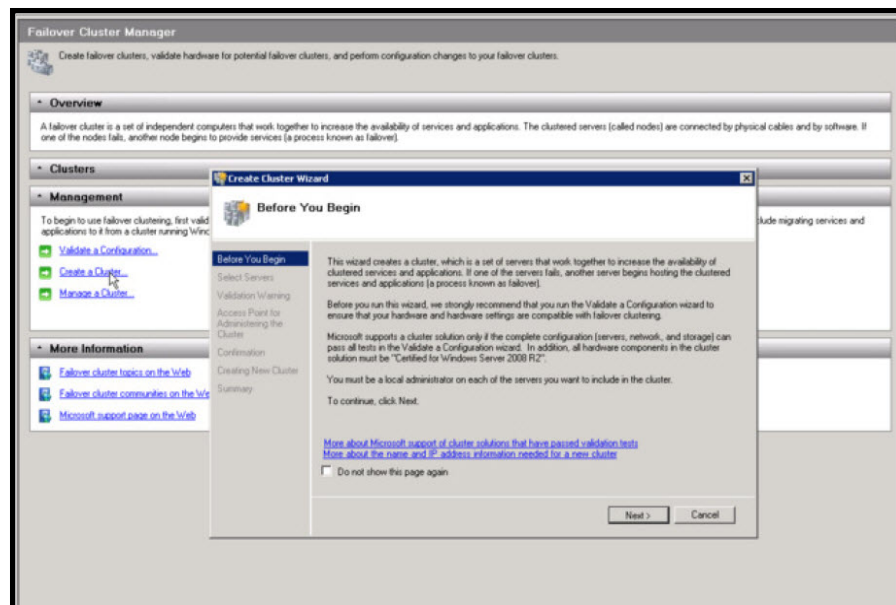 Failover Cluster Manager
Create failover clusters, validate hardware for potential failover clusters, and perform configuration changes to your failover clusters.
Overview
A failover cluster is a set of independent computers that work together to increase the availability of services and applications. The clustered servers (called nodes) are connected by physical cables and by software. If
one of the nodes fails, another node begins to provide services (a process known as failover).
Clusters
Management
To begin to use failover clustering, first valid
lude migrating services and
applications to it from a cluster running Wind
Validate a Configuration...
Create a Cluster...
Manage a Cluster...
More Information
Failover cluster topics on the Web
Failover cluster communities on the We
Microsoft support page on the Web
Create Cluster Wizard
Before You Begin
Before You Begin
Select Servers
Validation Warning
Access Point for
Administering the
Cluster
Confirmation
Creating New Cluster
Summary
This wizard creates a cluster, which is a set of servers that work together to increase the availability of
clustered services and applications. If one of the servers fails, another server begins hosting the clustered
services and applications (a process known as failover).
Before you run this wizard, we strongly recommend that you run the Validate a Configuration wizard to
ensure that your hardware and hardware settings are compatible with failover clustering.
Microsoft supports a cluster solution only if the complete configuration (servers, network, and storage) can
pass all tests in the Validate a Configuration wizard. In addition, all hardware components in the cluster
solution must be "Certified for Windows Server 2008 R2".
You must be a local administrator on each of the servers you want to include in the cluster.
To continue, click Next.
More about Microsoft support of cluster solutions that have passed validation tests
More about the name and IP address information needed for a new cluster
Do not show this page again
Next >
Cancel